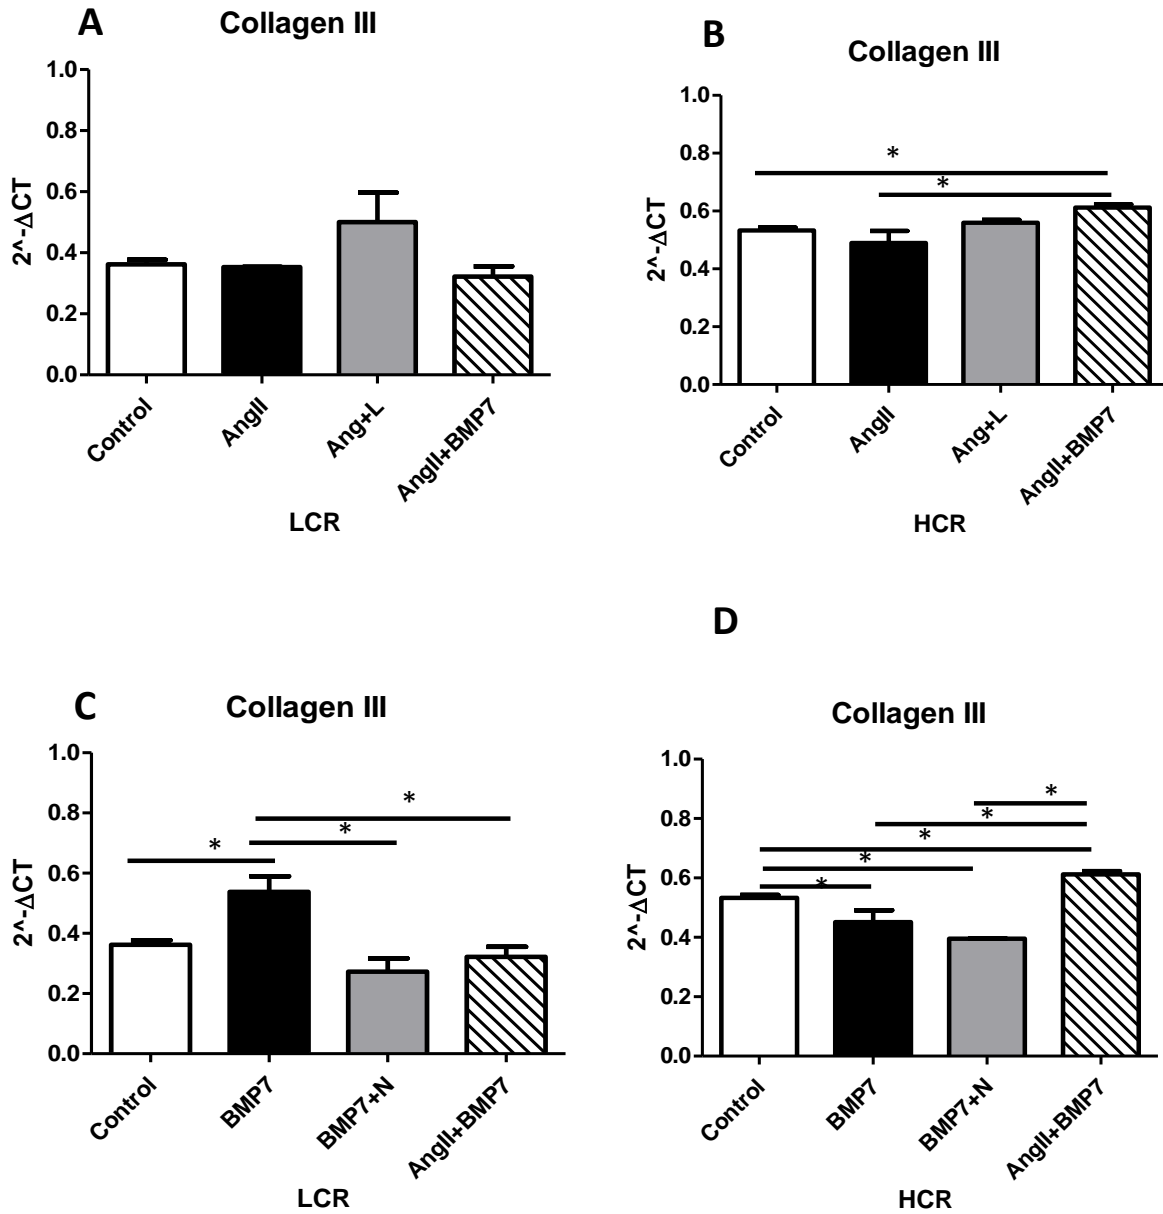 A
Collagen III
2^-ΔCT
1.0
0.8
0.6
0.4
0.2
0.0
Control
AngII
Ang+L
AngII+BMP7
LCR
B
Collagen III
2^-ΔCT
1.0
0.8
0.6
0.4
0.2
0.0
*
*
Control
AngII
Ang+L
AngII+BMP7
HCR
C
Collagen III
2^-ΔCT
1.0
0.8
0.6
0.4
0.2
0.0
*
*
*
Control
BMP7
BMP7+N
AngII+BMP7
LCR
D
Collagen III
2^-ΔCT
1.0
0.8
0.6
0.4
0.2
0.0
*
*
*
*
*
Control
BMP7
BMP7+N
AngII+BMP7
HCR